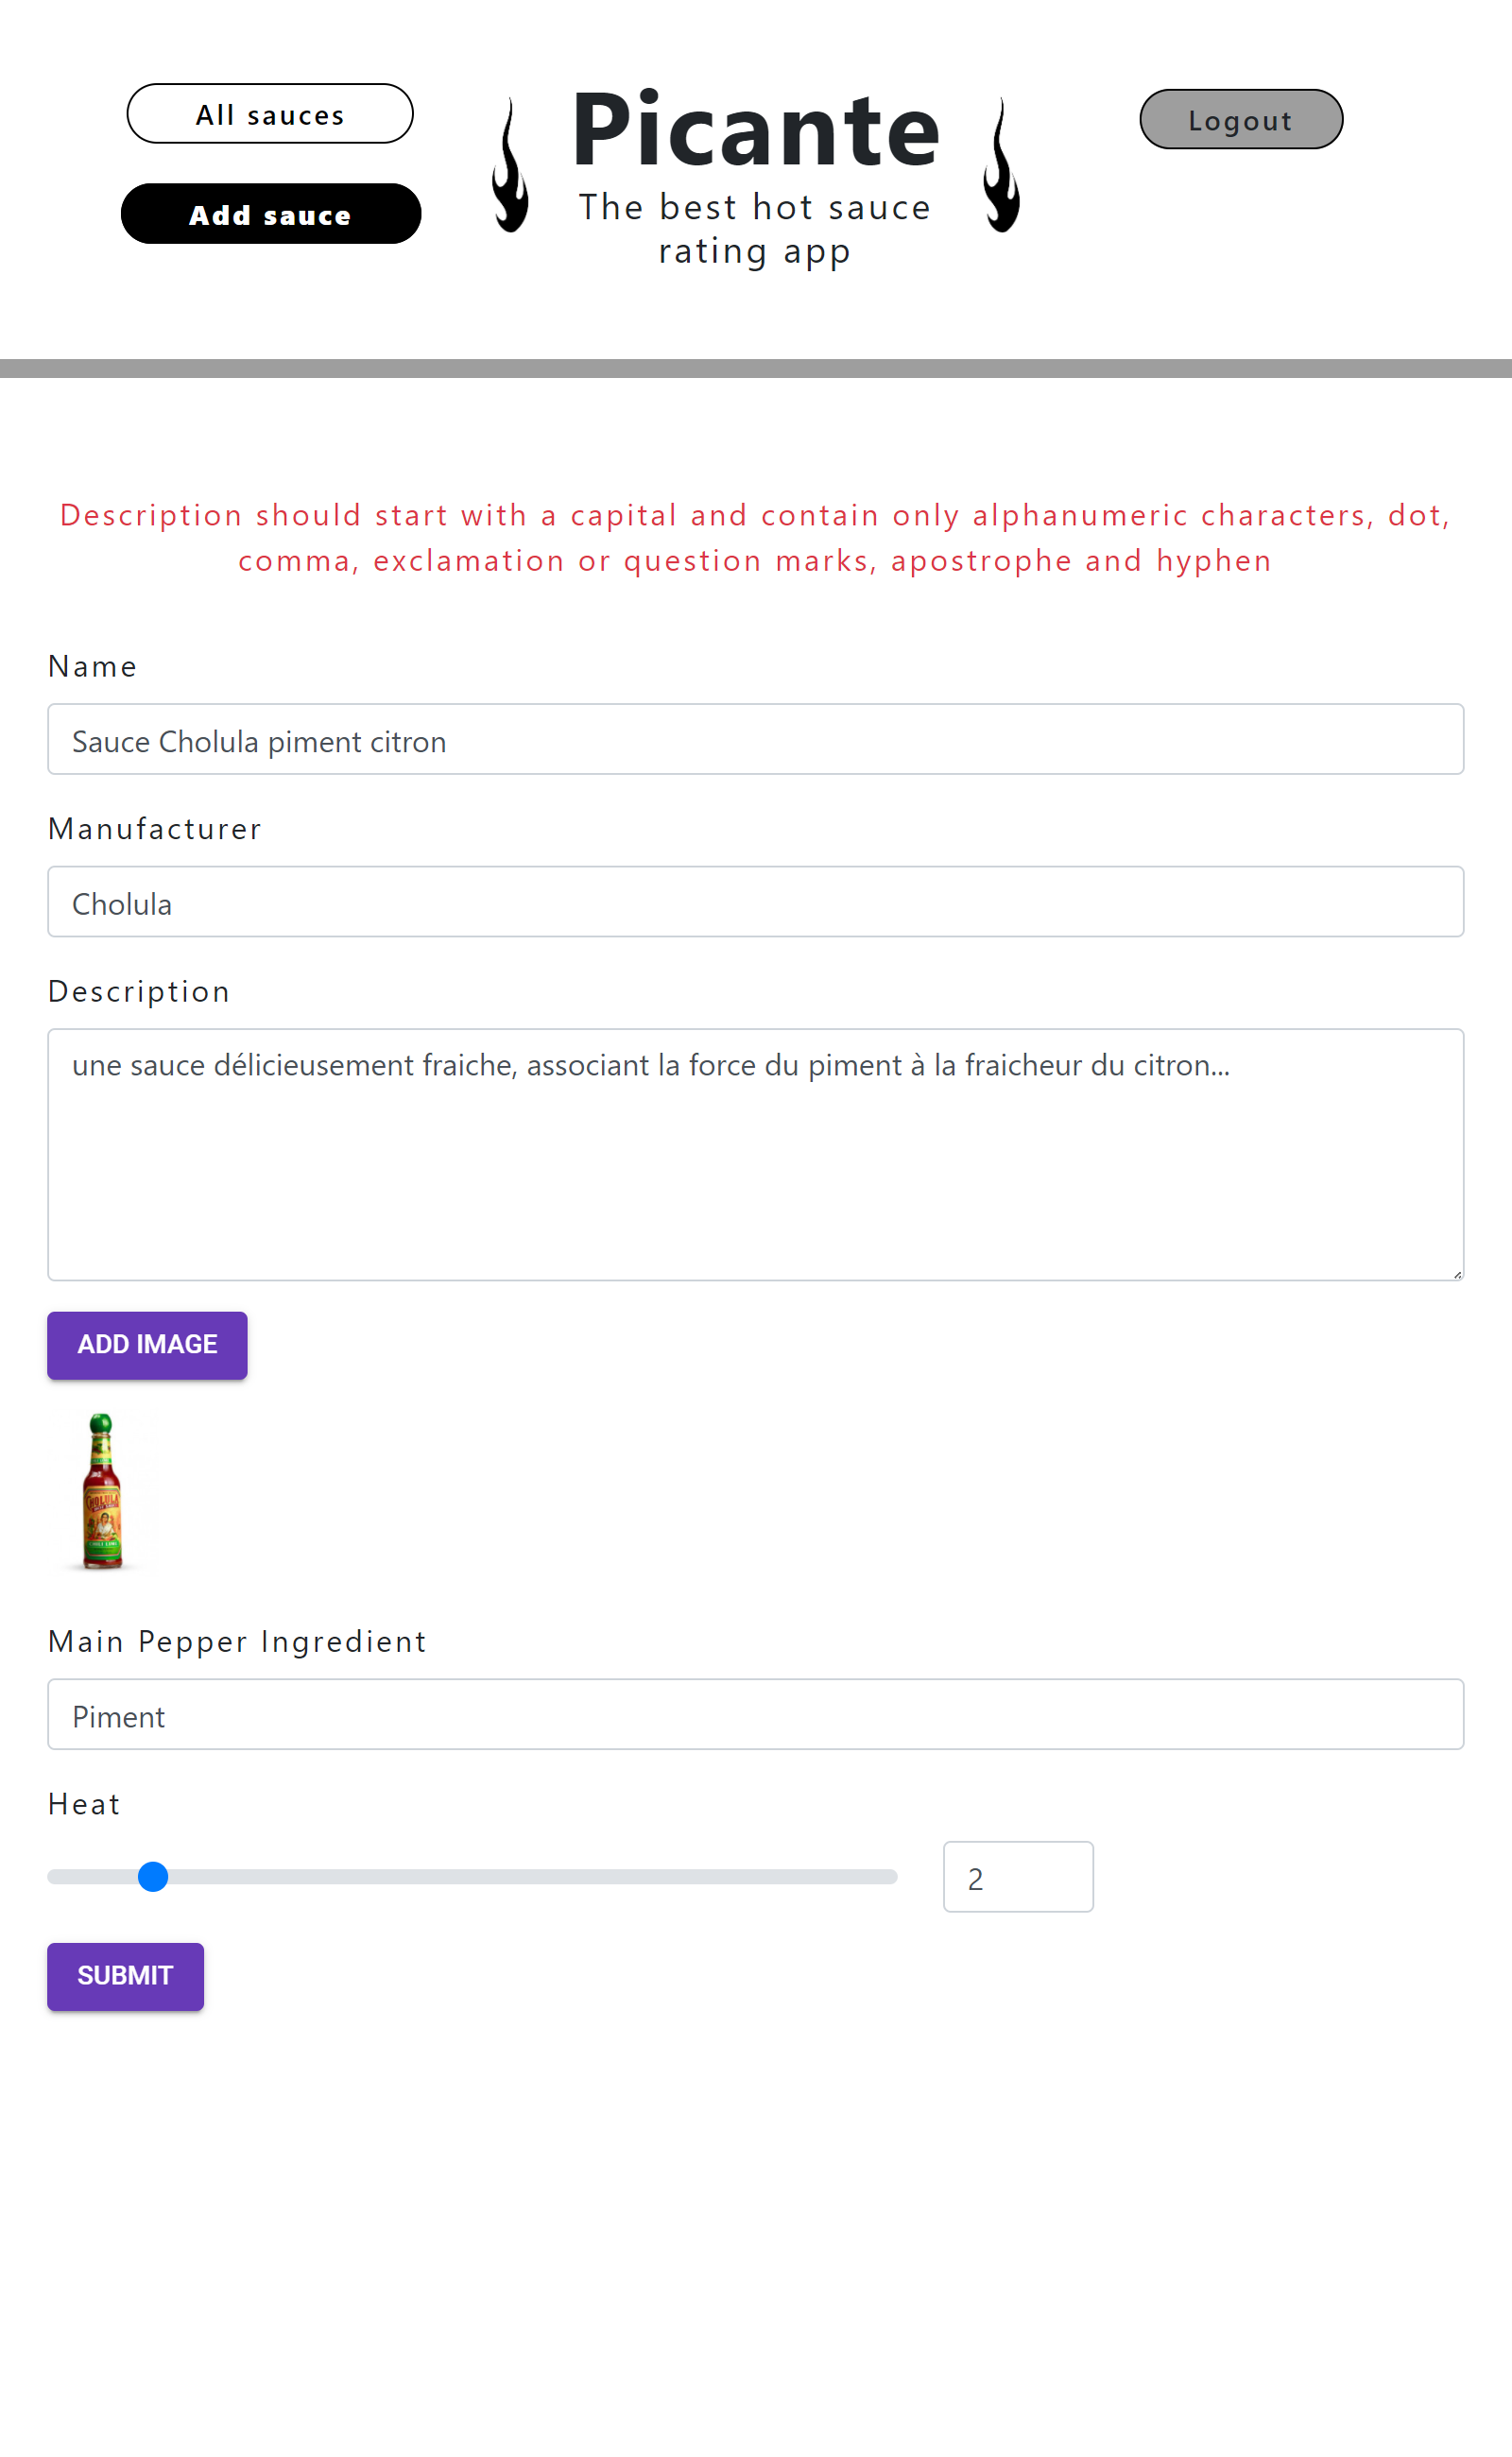 All sauces
Add sauce
Picante
The best hot sauce
rating app
Logout
Description should start with a capital and contain only alphanumeric characters, dot,
comma, exclamation or question marks, apostrophe and hyphen
Name
Sauce Cholula piment citron
Manufacturer
Cholula
Description
une sauce délicieusement fraiche, associant la force du piment à la fraicheur du citron...
ADD IMAGE
CHOLULA
Main Pepper Ingredient
Piment
Heat
2
SUBMIT